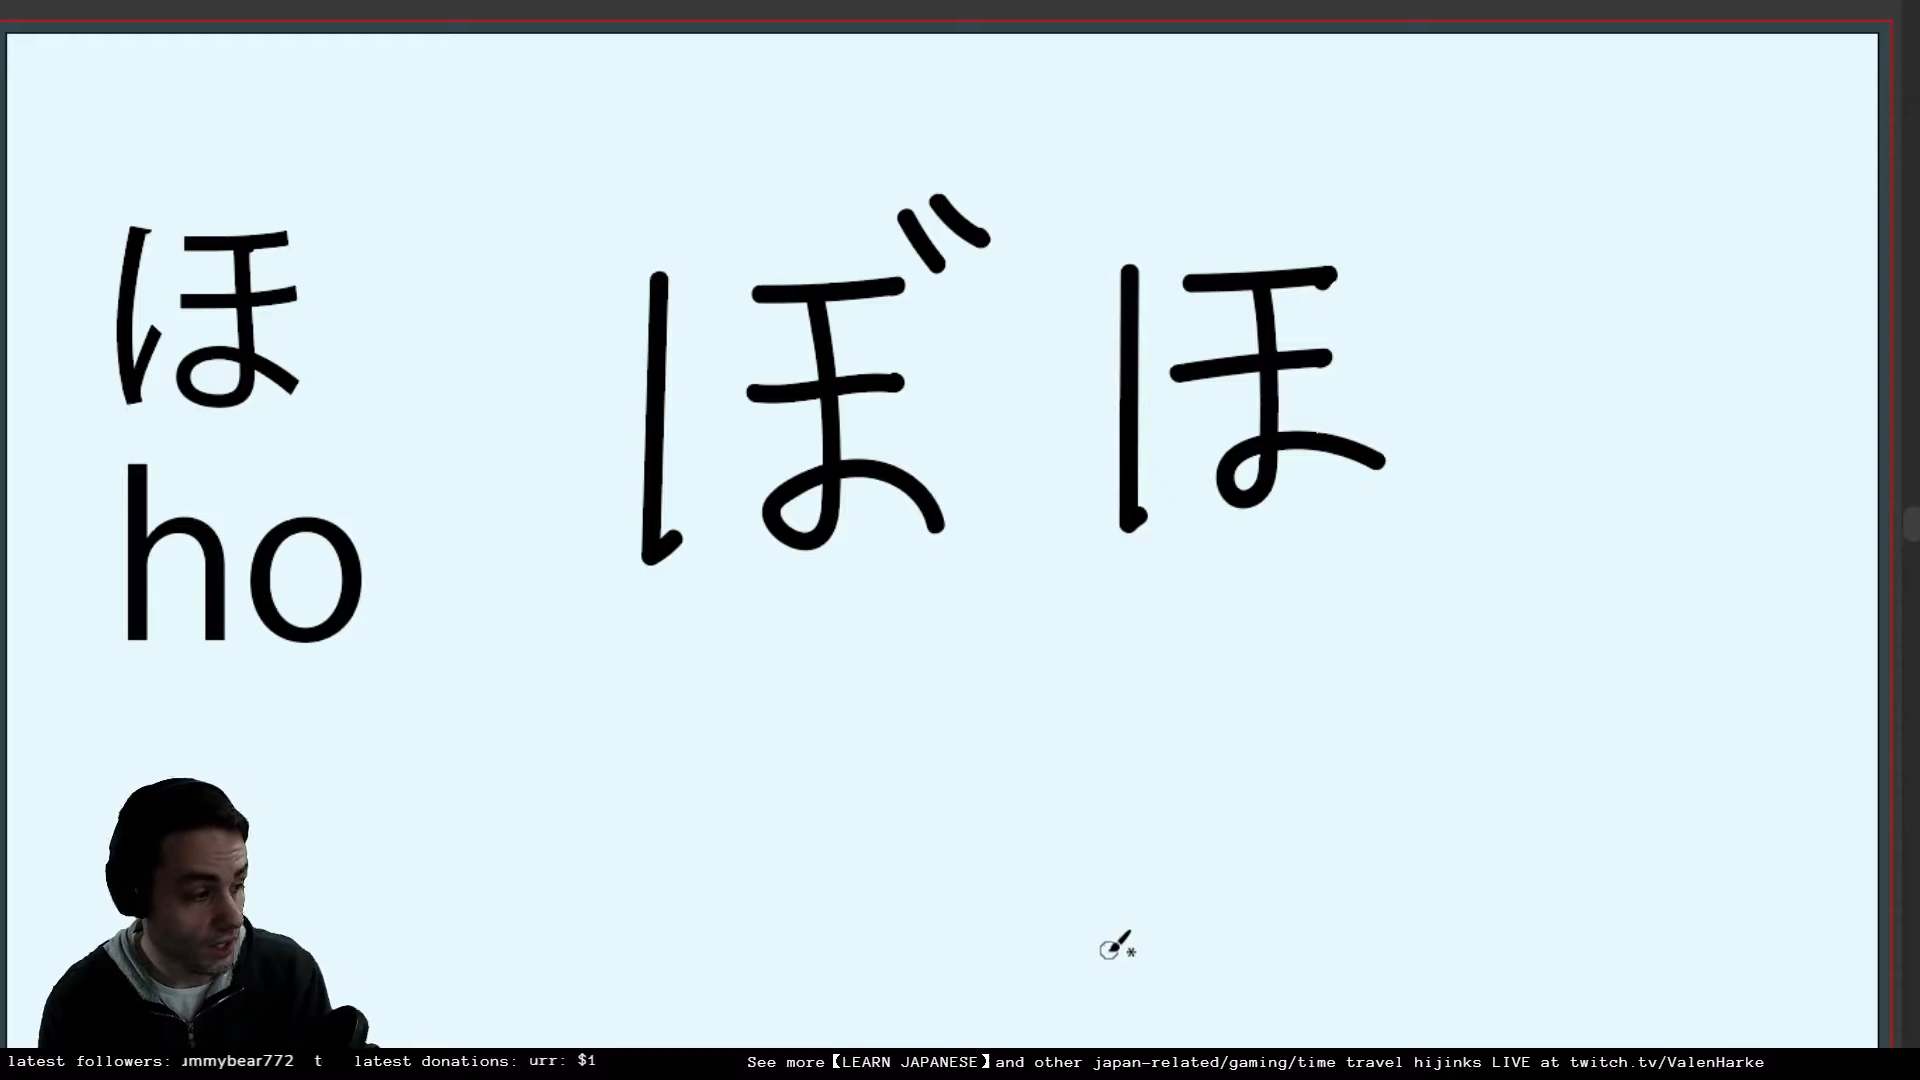 ほ ぼ ほ
ho
latest followers: ummybear772 t latest donations: urr: $1 See more【LEARN JAPANESE】and other japan-related/gaming/time travel hijinks LIVE at twitch.tv/ValenHarke